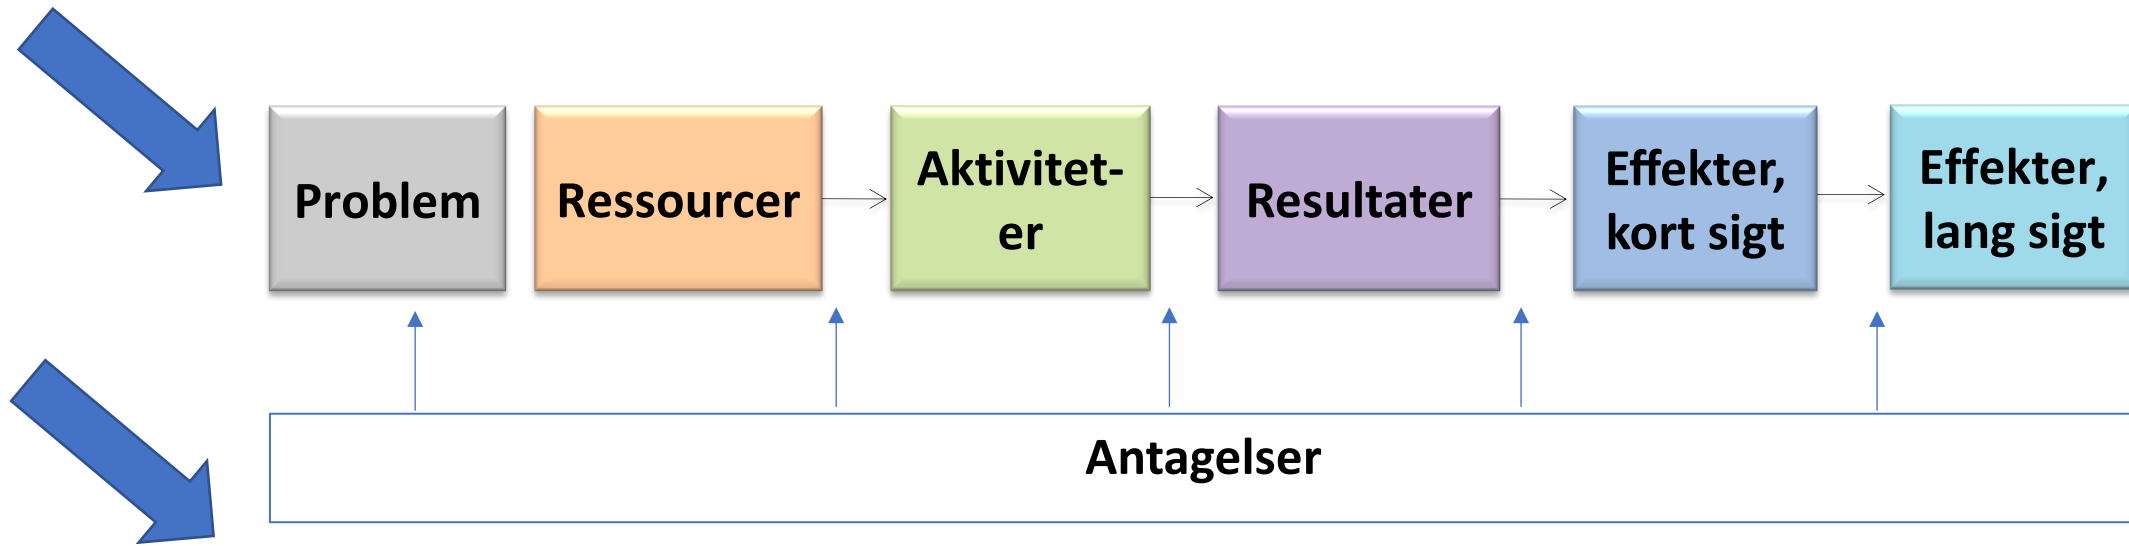 Problem
Ressourcer
Aktivitet-
er
Resultater
Effekter,
kort sigt
Effekter,
lang sigt
Antagelser